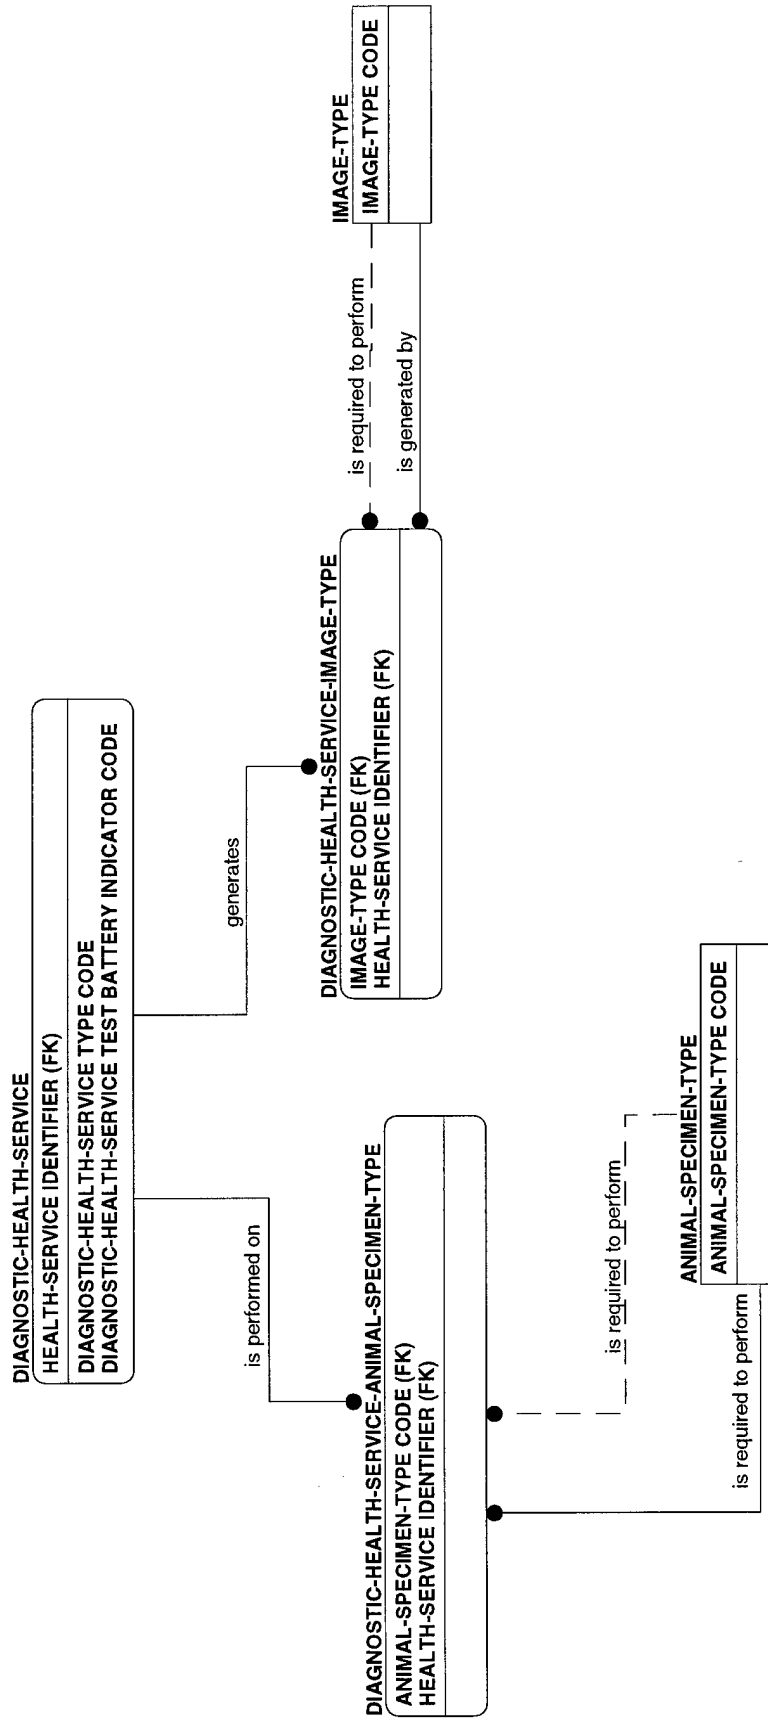 DIAGNOSTIC-HEALTH-SERVICE
HEALTH-SERVICE IDENTIFIER (FK)
DIAGNOSTIC-HEALTH-SERVICE TYPE CODE
DIAGNOSTIC-HEALTH-SERVICE TEST BATTERY INDICATOR CODE
is performed on
generates
DIAGNOSTIC-HEALTH-SERVICE-ANIMAL-SPECIMEN-TYPE
ANIMAL-SPECIMEN-TYPE CODE (FK)
HEALTH-SERVICE IDENTIFIER (FK)
DIAGNOSTIC-HEALTH-SERVICE-IMAGE-TYPE
IMAGE-TYPE CODE (FK)
HEALTH-SERVICE IDENTIFIER (FK)
is required to perform
is generated by
IMAGE-TYPE
IMAGE-TYPE CODE
is required to perform
is required to perform
ANIMAL-SPECIMEN-TYPE
ANIMAL-SPECIMEN-TYPE CODE